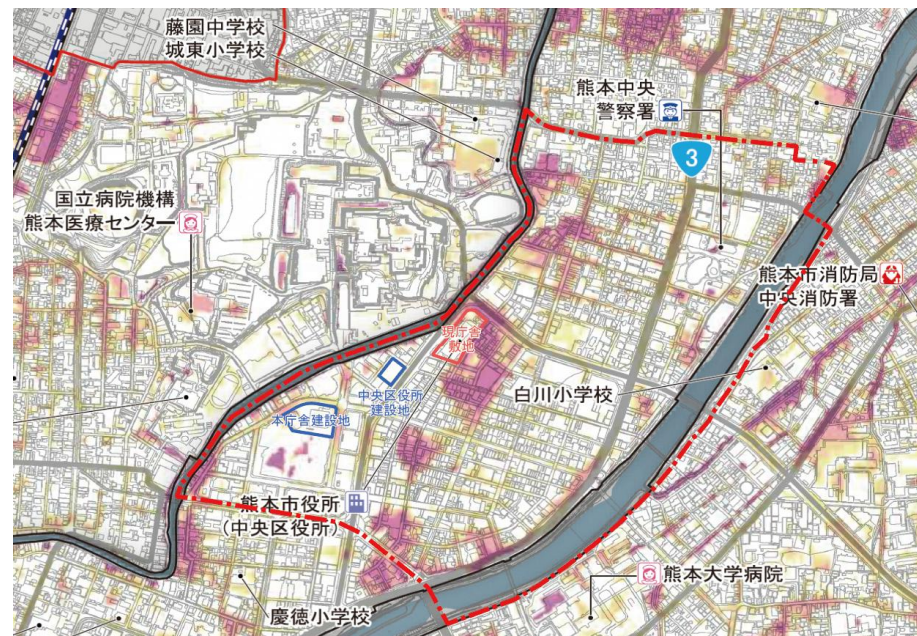 藤園中学校
城東小学校
熊本中央
警察署
3
国立病院機構
熊本医療センター
熊本市消防局
中央消防署
現庁舎
敷地
中央区役所
建設地
白川小学校
本庁舎建設地
熊本市役所
(中央区役所)
熊本大学病院
慶徳小学校